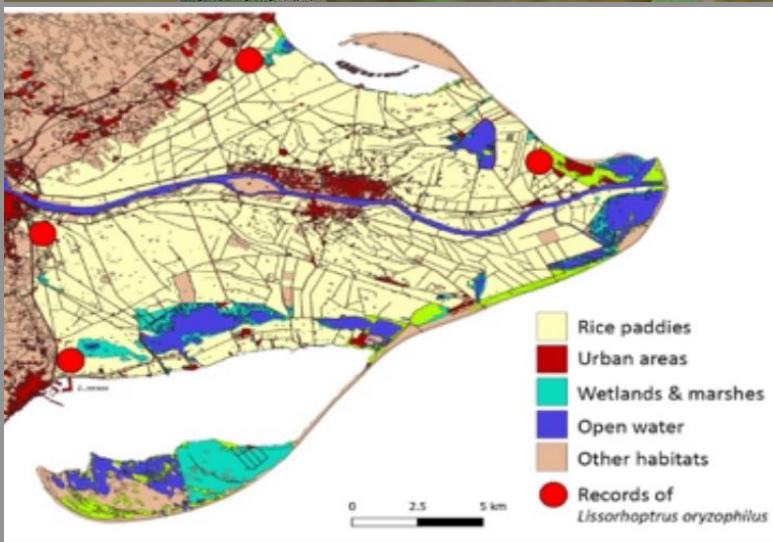 Rice paddies
Urban areas
Wetlands & marshes
Open water
Other habitats
Records of
Lissorhoptrus oryzophilus
0 2.5 5 km